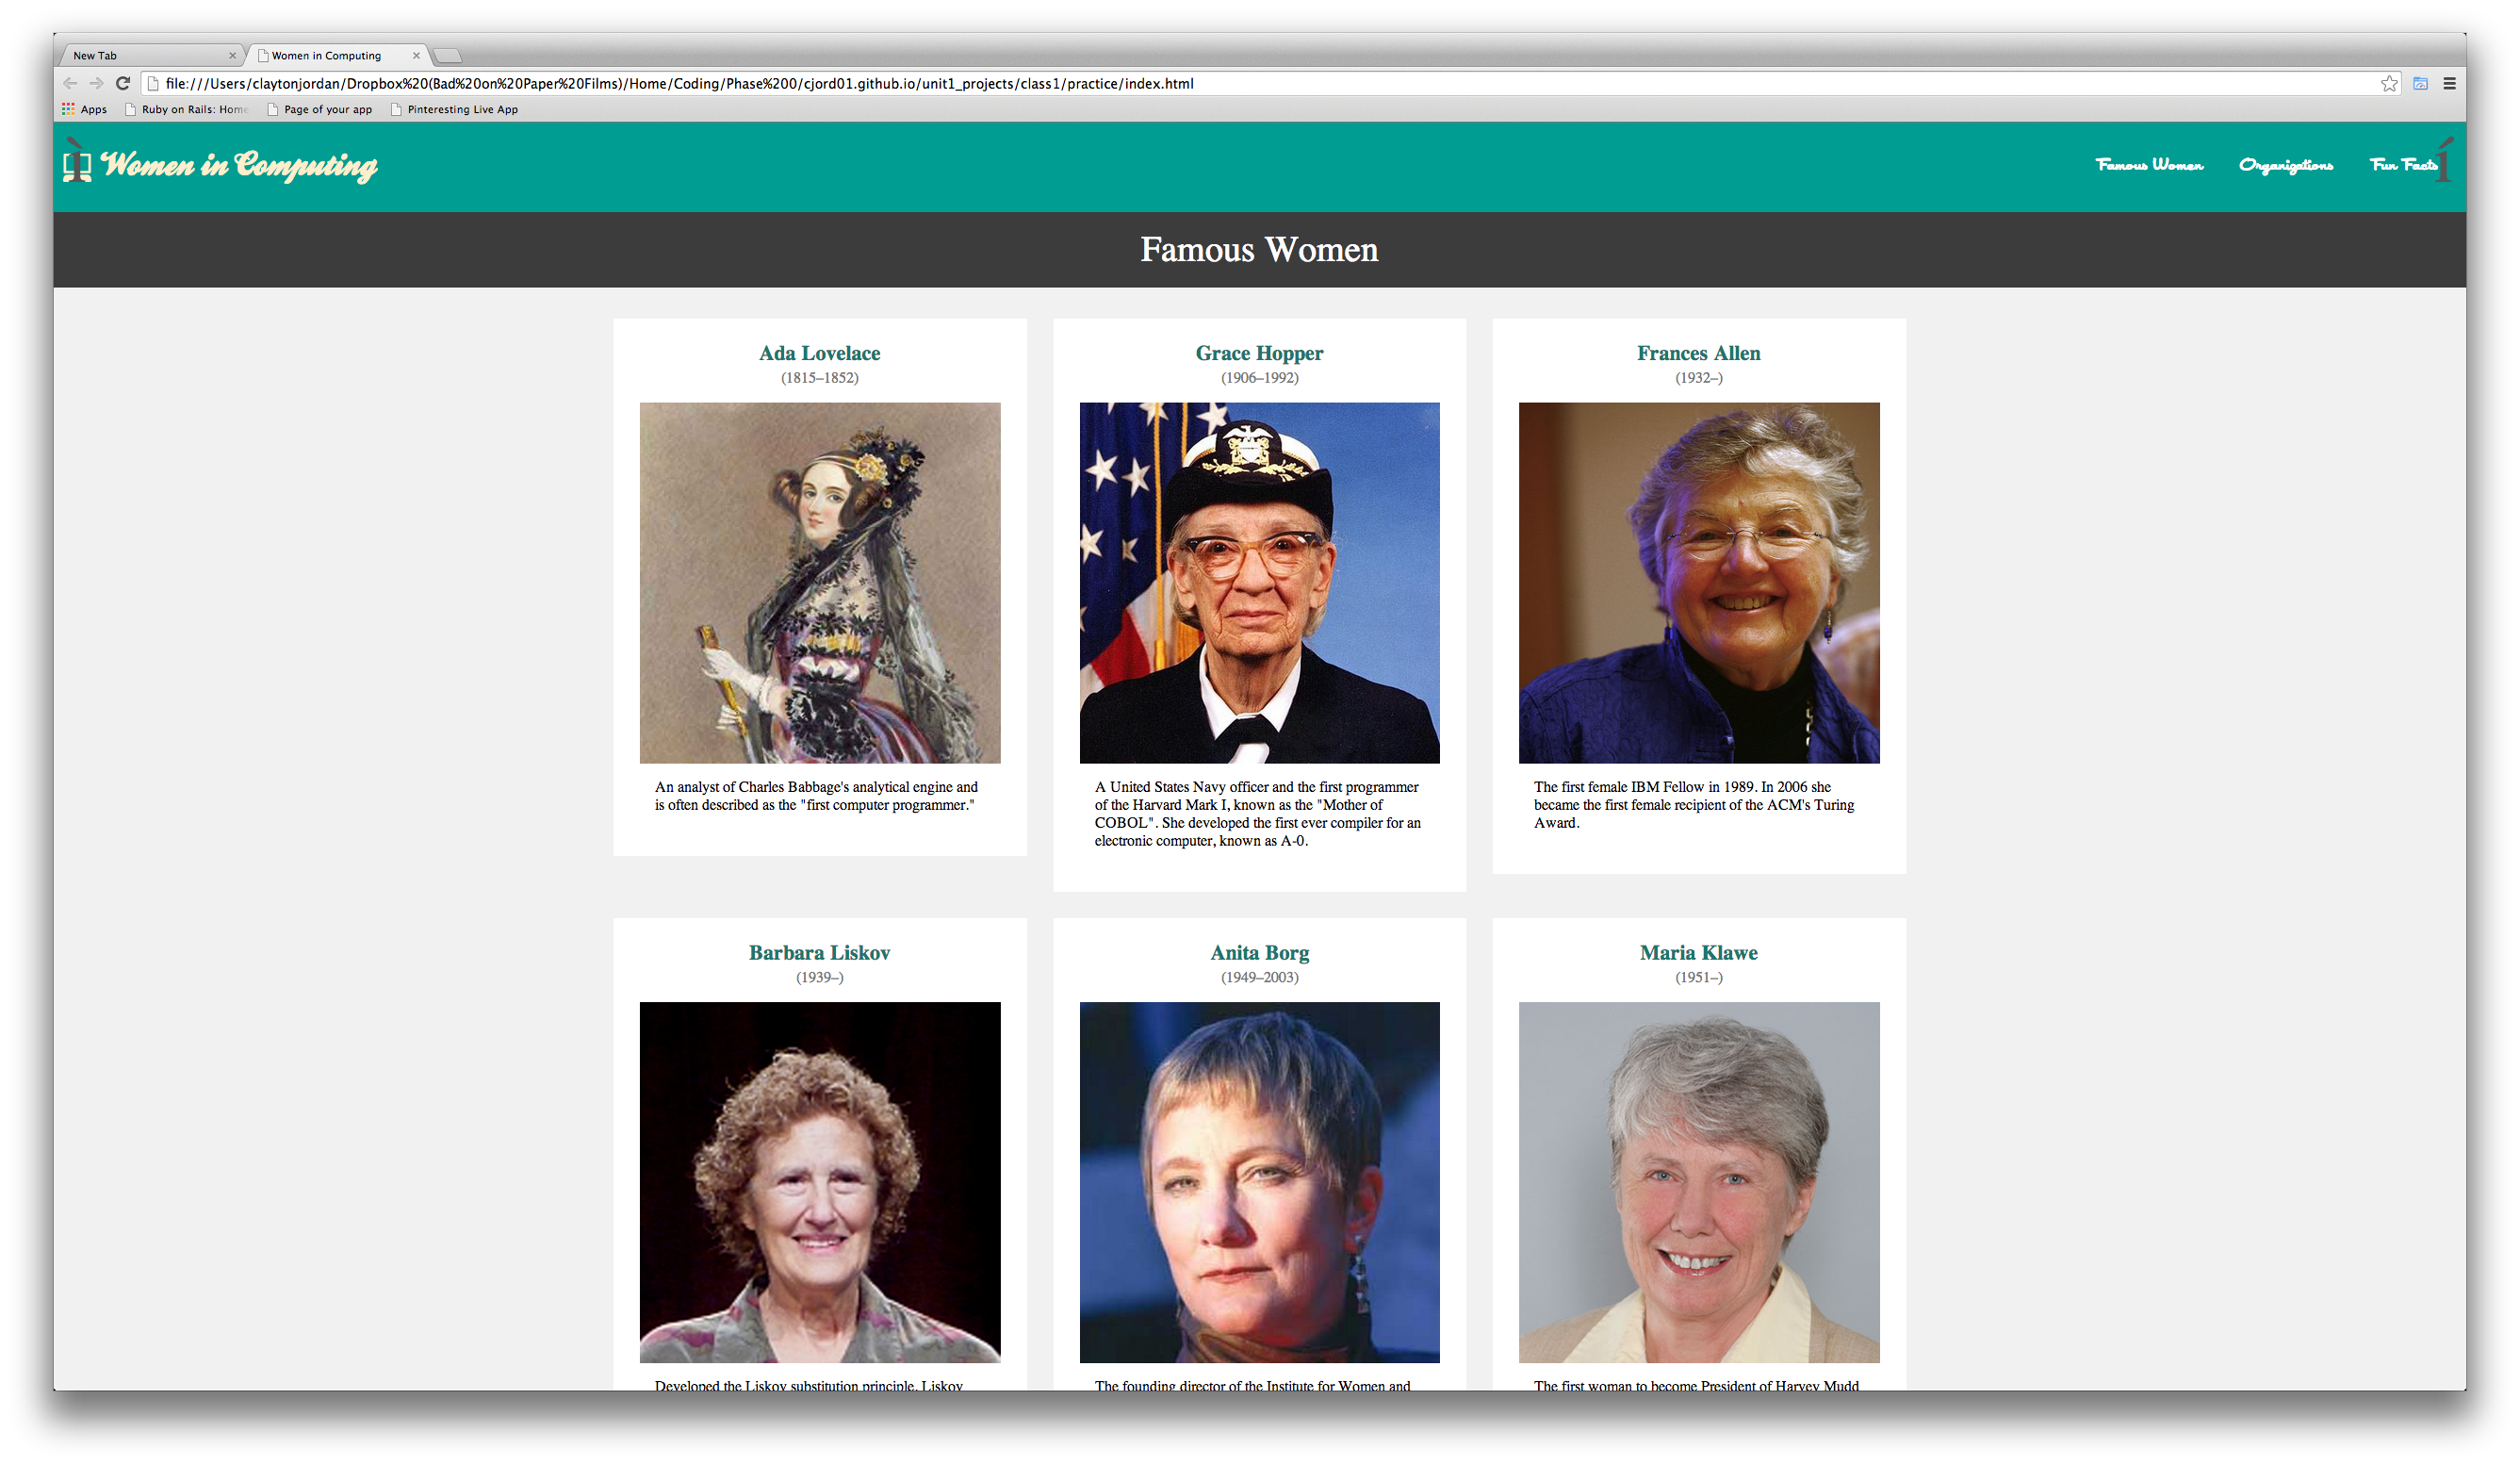 New Tab
Women in Computing
file:///Users/claytonjordan/Dropbox%20(Bad%20on%20Paper%20Films)/Home/Coding/Phase%200/cjord01.github.io/unit1_projects/class1/practice/index.html
Apps Ruby on Rails: Home Page of your app Pinteresting Live App
ì Women in Computing
Famous Women Organizations Fun Facts í
Famous Women
Ada Lovelace
(1815–1852)
An analyst of Charles Babbage's analytical engine and
is often described as the "first computer programmer."
Grace Hopper
(1906–1992)
A United States Navy officer and the first programmer
of the Harvard Mark I, known as the "Mother of
COBOL". She developed the first ever compiler for an
electronic computer, known as A-0.
Frances Allen
(1932–)
The first female IBM Fellow in 1989. In 2006 she
became the first female recipient of the ACM's Turing
Award.
Barbara Liskov
(1939–)
Developed the Liskov substitution principle. Liskov
Anita Borg
(1949–2003)
The founding director of the Institute for Women and
Maria Klawe
(1951–)
The first woman to become President of Harvey Mudd